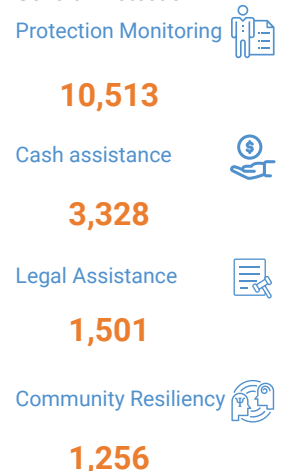 Protection Monitoring
10,513
Cash assistance
3,328
Legal Assistance
1,501
Community Resiliency
1,256